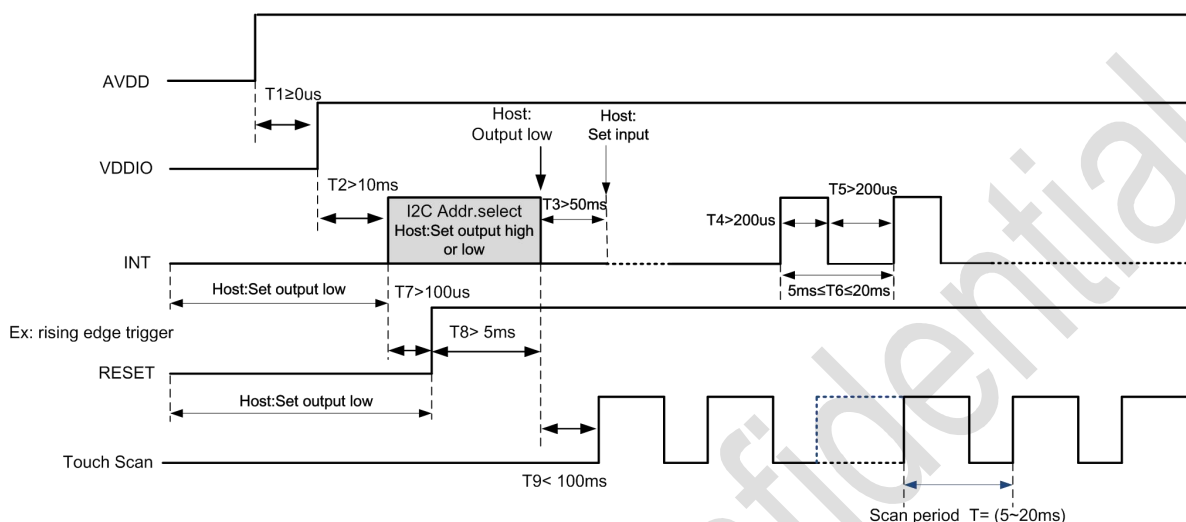 AVDD
T1≥0us
VDDIO
Host:
Output low
Host:
Set input
T2>10ms
I2C Addr.select
Host:Set output high
or low
T3>50ms
T4>200us
T5>200us
INT
Host:Set output low
T7>100us
5ms≤T6≤20ms
Ex: rising edge trigger
T8> 5ms
RESET
Host:Set output low
Touch Scan
T9< 100ms
Scan period T= (5~20ms)
nfidential